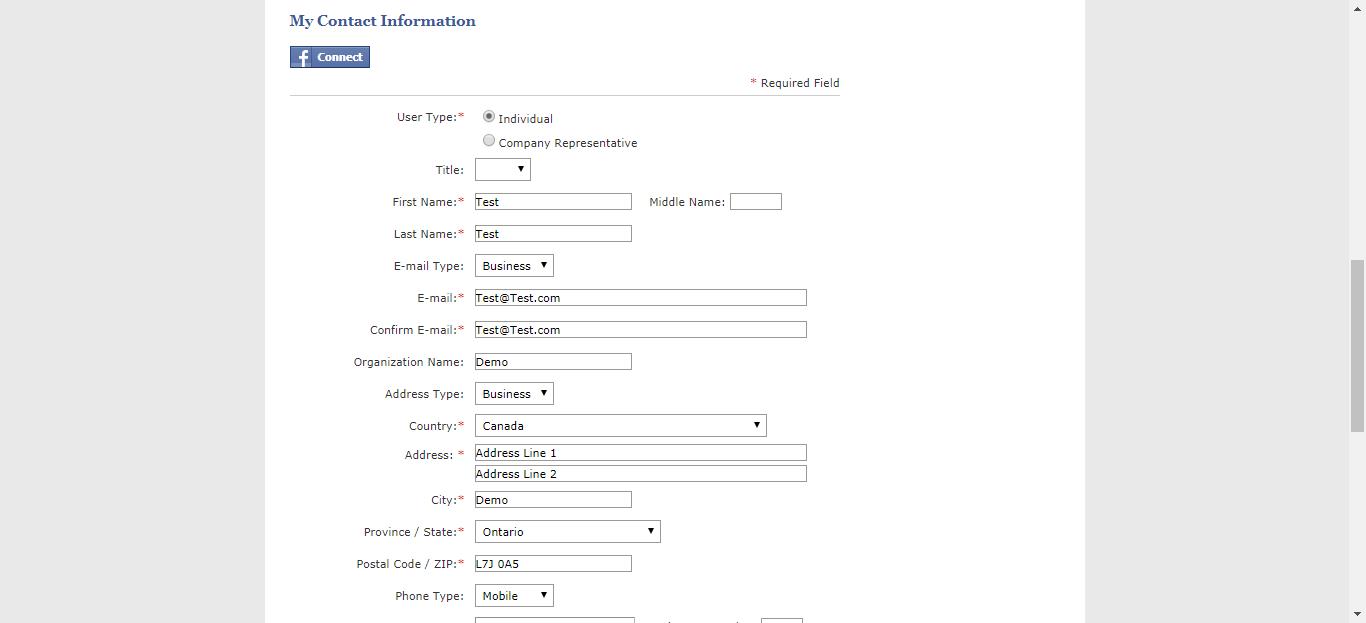 My Contact Information
f Connect
* Required Field
User Type:* Individual
Company Representative
Title:
First Name:* Test Middle Name:
Last Name:* Test
E-mail Type: Business
E-mail:* Test@Test.com
Confirm E-mail:* Test@Test.com
Organization Name: Demo
Address Type: Business
Country:* Canada
Address: * Address Line 1
Address Line 2
City:* Demo
Province / State:* Ontario
Postal Code / ZIP:* L7J 0A5
Phone Type: Mobile